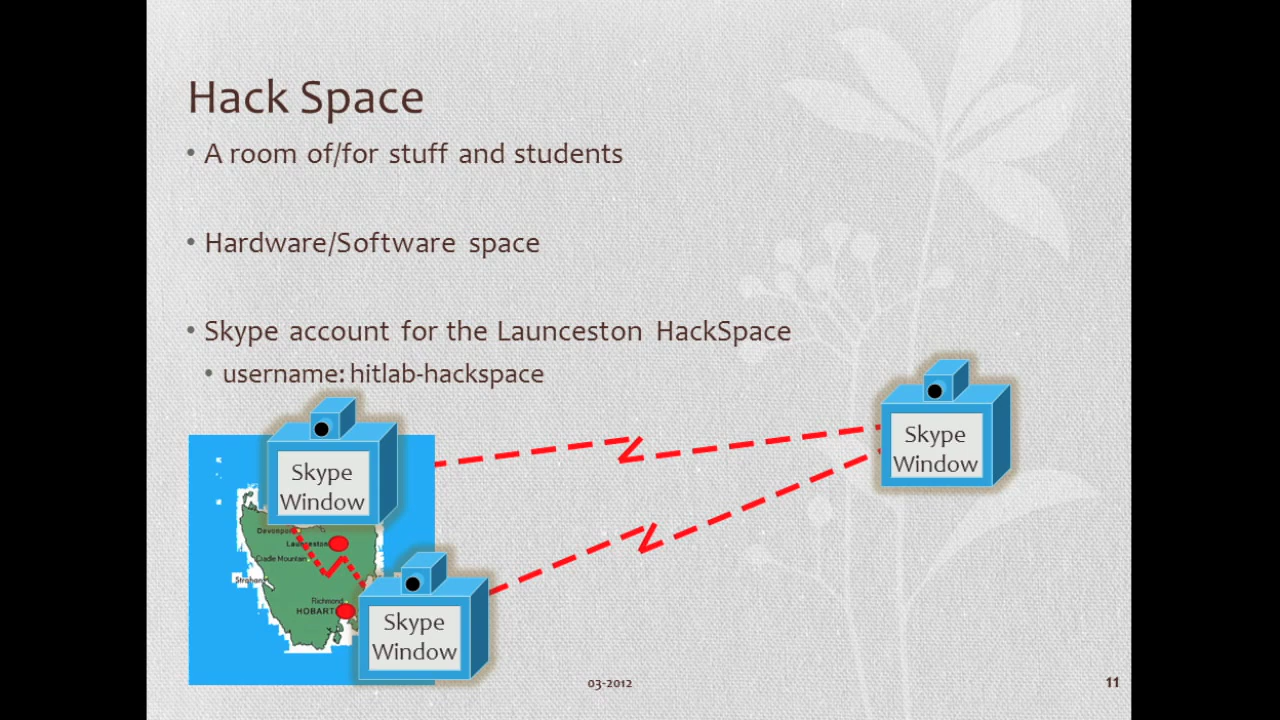 Hack Space
• A room of/for stuff and students
• Hardware/Software space
• Skype account for the Launceston HackSpace
• username: hitlab-hackspace
Skype
Window
Skype
Window
Devonport
Launceston
Cradle Mountain
Strahan
Richmond
HOBART
Skype
Window
03-2012
11